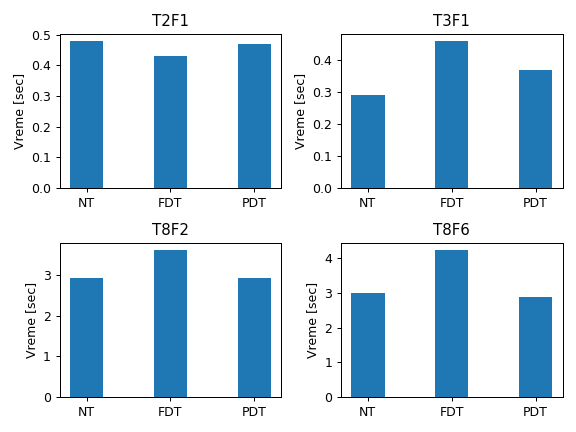 T2F1
Vreme [sec]
0.5
0.4
0.3
0.2
0.1
0.0
NT FDT PDT
T3F1
Vreme [sec]
0.4
0.3
0.2
0.1
0.0
NT FDT PDT
T8F2
Vreme [sec]
3
2
1
0
NT FDT PDT
T8F6
Vreme [sec]
4
3
2
1
0
NT FDT PDT